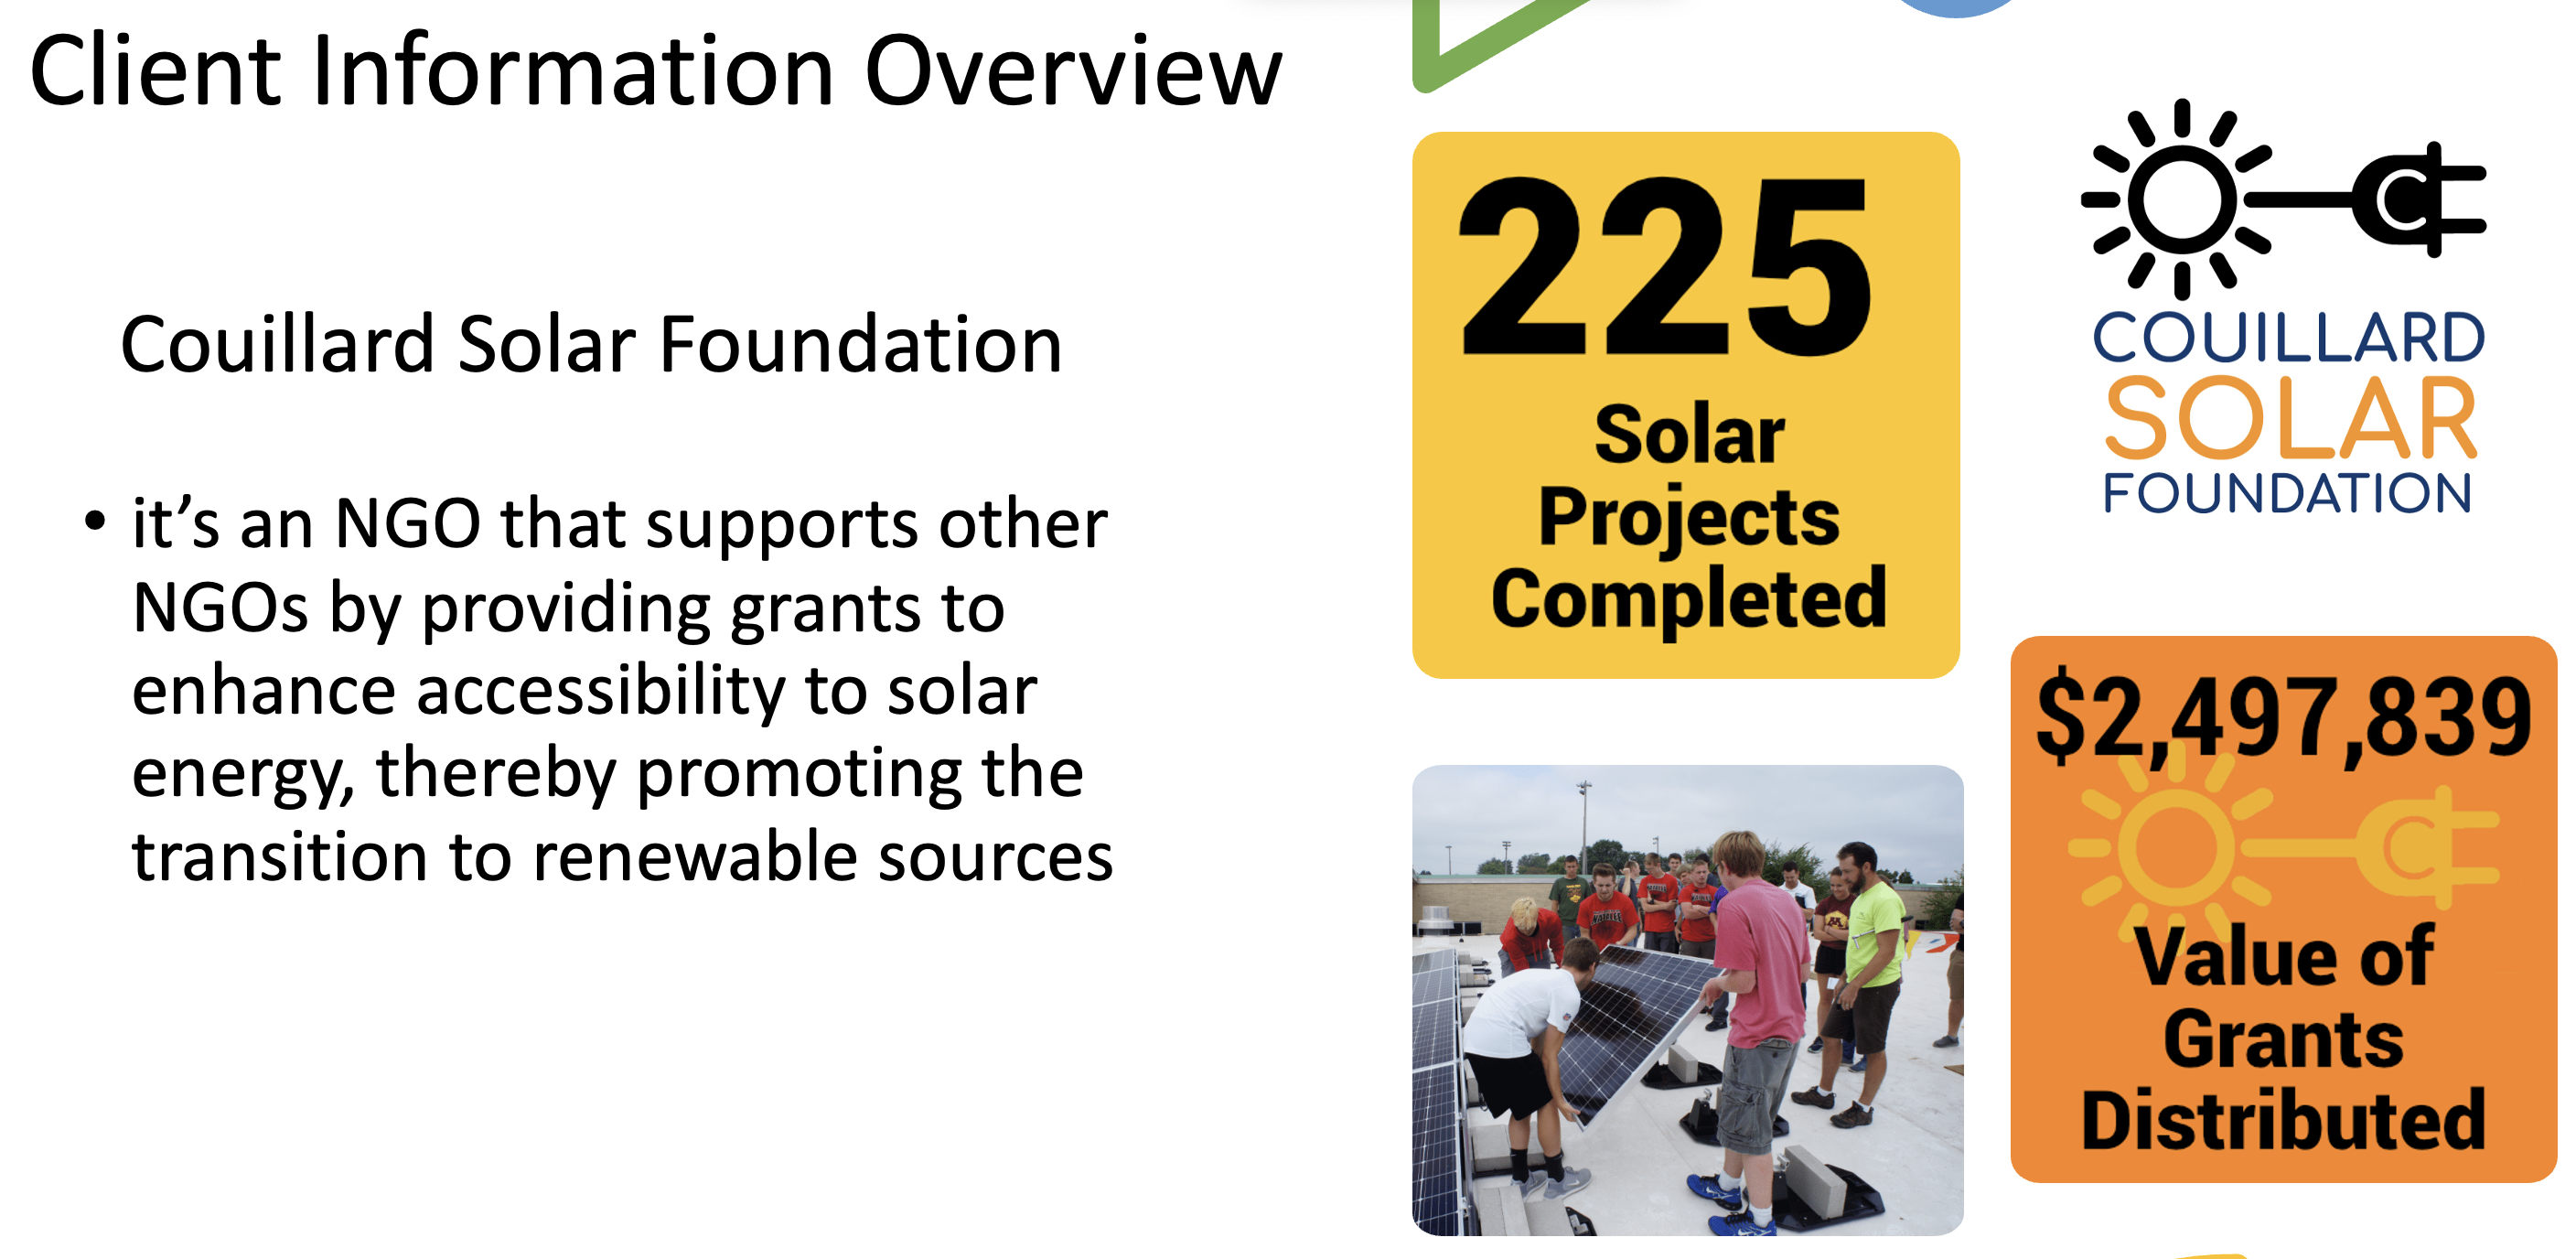 Client Information Overview
Couillard Solar Foundation
• it’s an NGO that supports other
NGOs by providing grants to
enhance accessibility to solar
energy, thereby promoting the
transition to renewable sources
225
Solar
Projects
Completed
COUILLARD
SOLAR
FOUNDATION
$2,497,839
Value of
Grants
Distributed